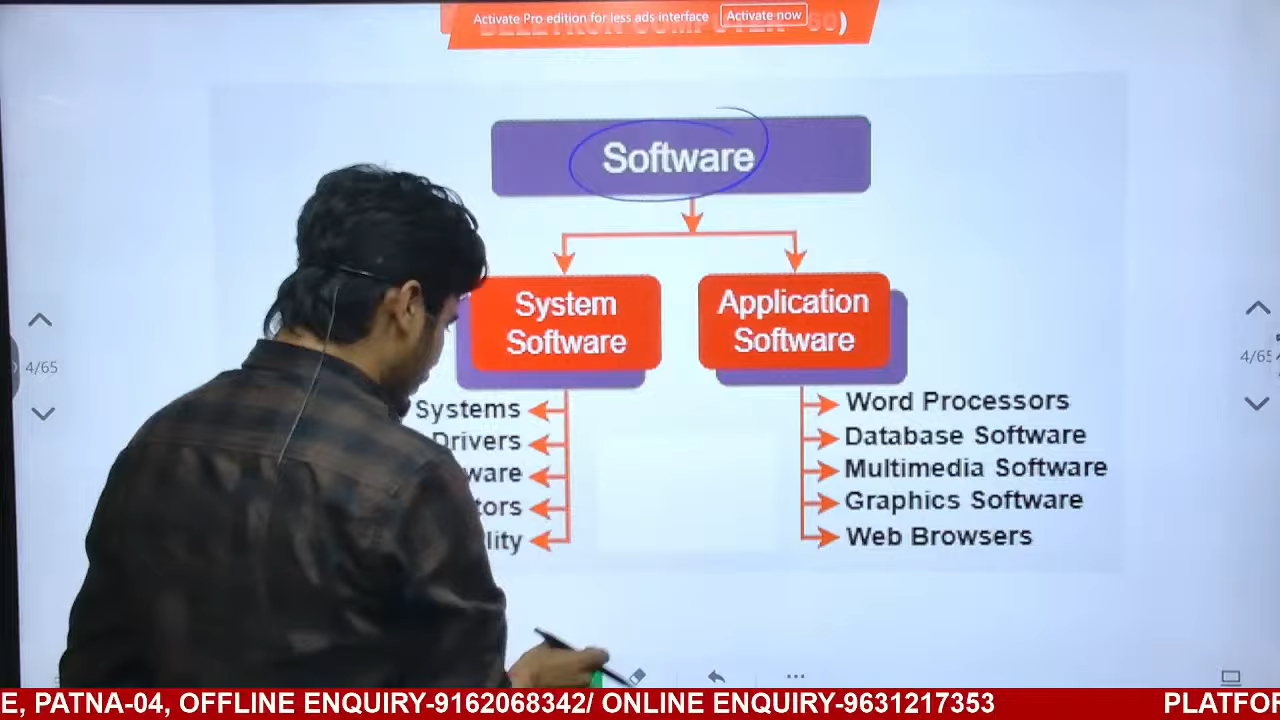 Activate Pro edition for less ads interface Activate now
Software
System
Software
Application
Software
Systems
Drivers
ware
tors
lity
Word Processors
Database Software
Multimedia Software
Graphics Software
Web Browsers
4/65
4/65
E, PATNA-04, OFFLINE ENQUIRY-9162068342/ ONLINE ENQUIRY-9631217353 PLATFOR